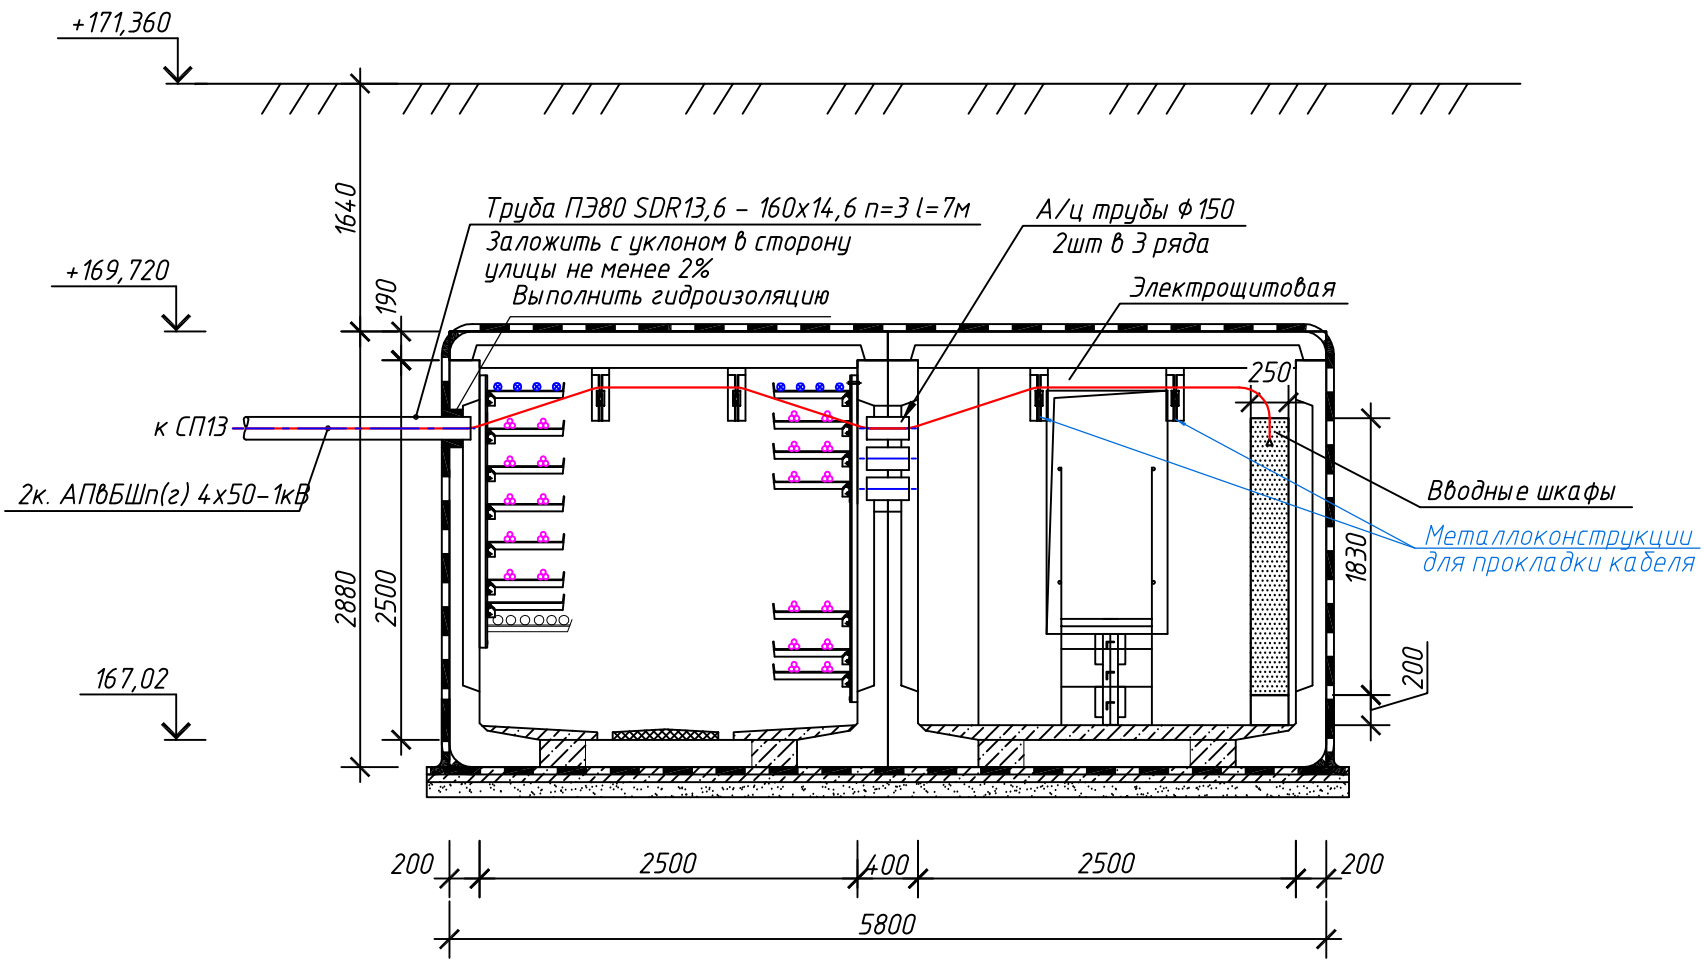 +171,360
1640
Труба ПЭ80 SDR13,6 - 160х14,6 n=3 l=7м
Заложить с уклоном в сторону
улицы не менее 2%
Выполнить гидроизоляцию
А/ц трубы ф150
2шт в 3 ряда
Электрощитовая
+169,720
190
250
к СП13
2к. АПвБШп(г) 4х50-1кВ
Вводные шкафы
Металлоконструкции
для прокладки кабеля
1830
2880
2500
200
167,02
200
2500
400
2500
200
5800